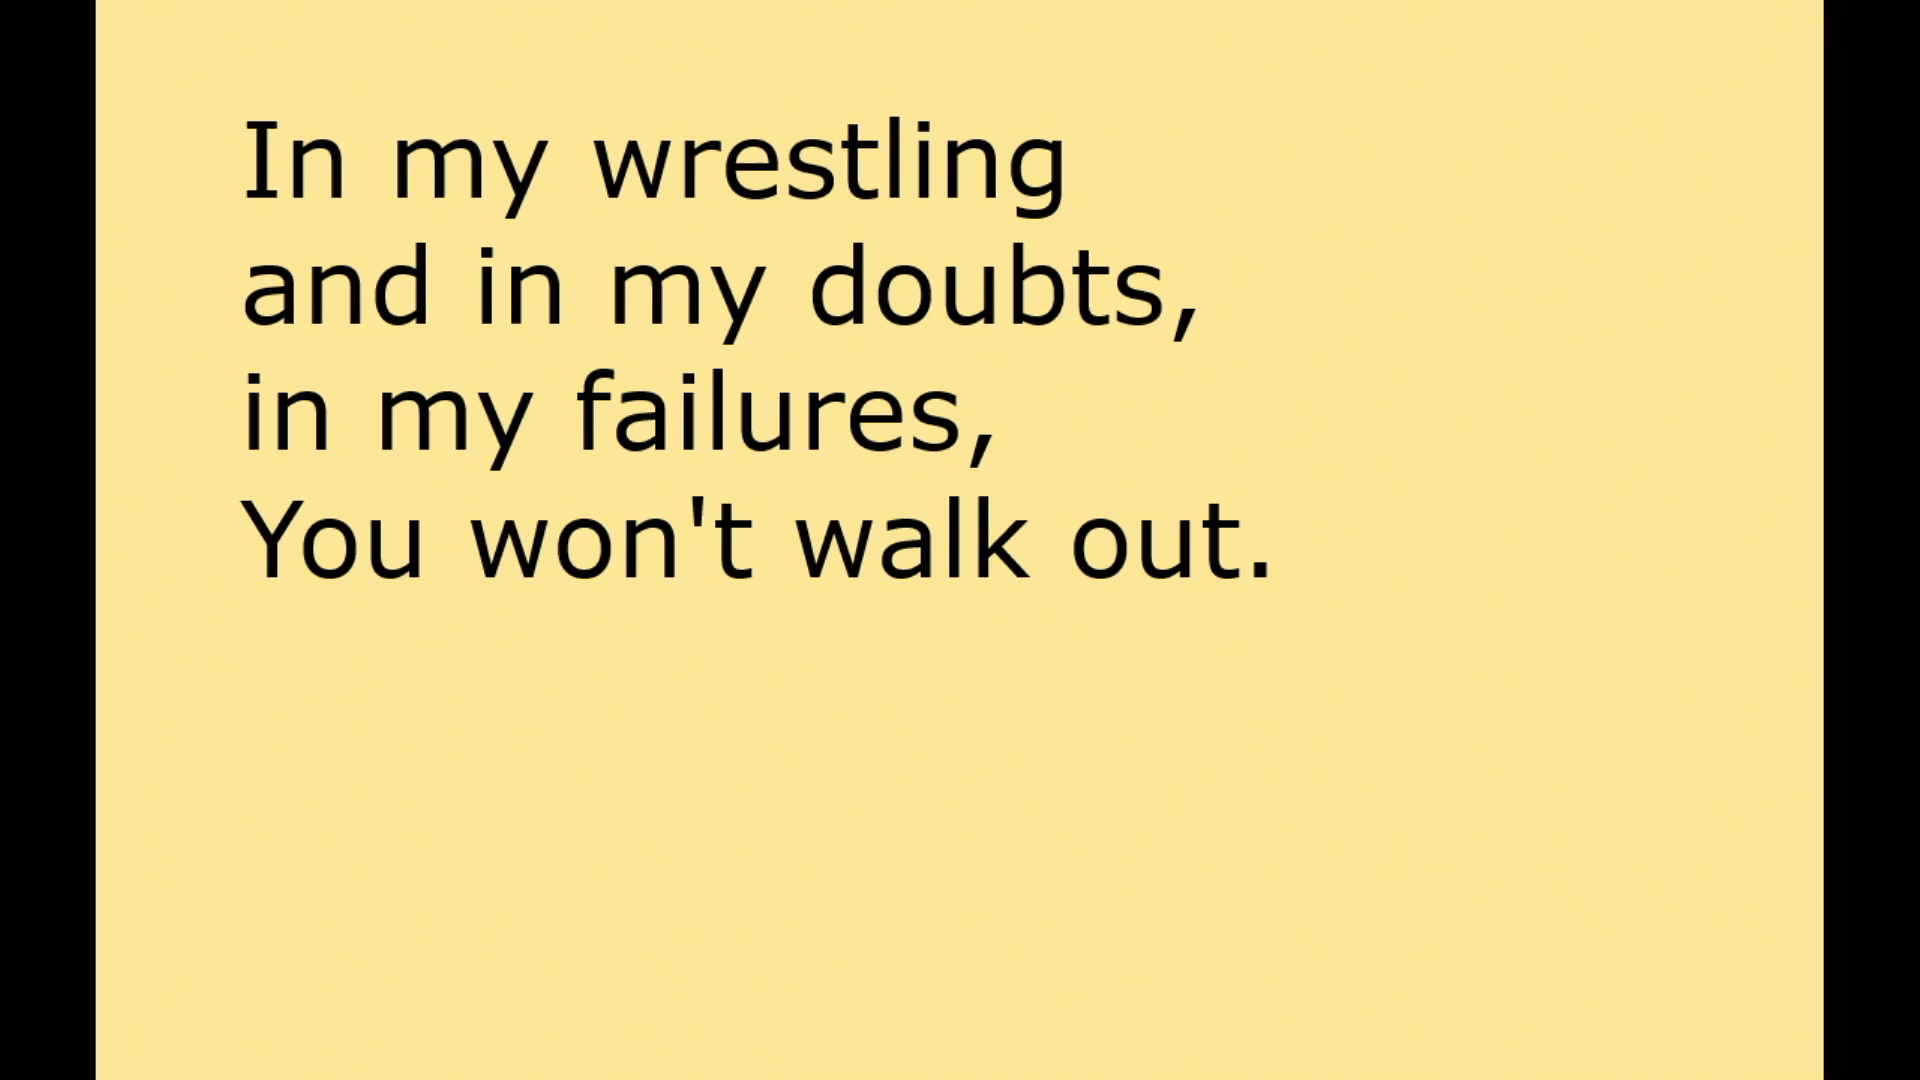 In my wrestling
and in my doubts,
in my failures,
You won't walk out.